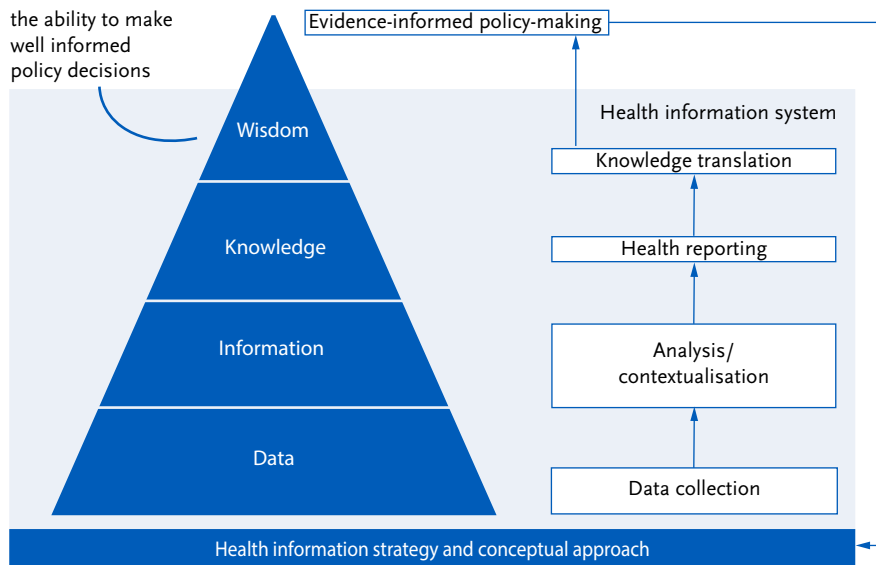 the ability to make
well informed
policy decisions
Evidence-informed policy-making
Health information system
Wisdom
Knowledge translation
Knowledge
Health reporting
Information
Analysis/
contextualisation
Data
Data collection
Health information strategy and conceptual approach